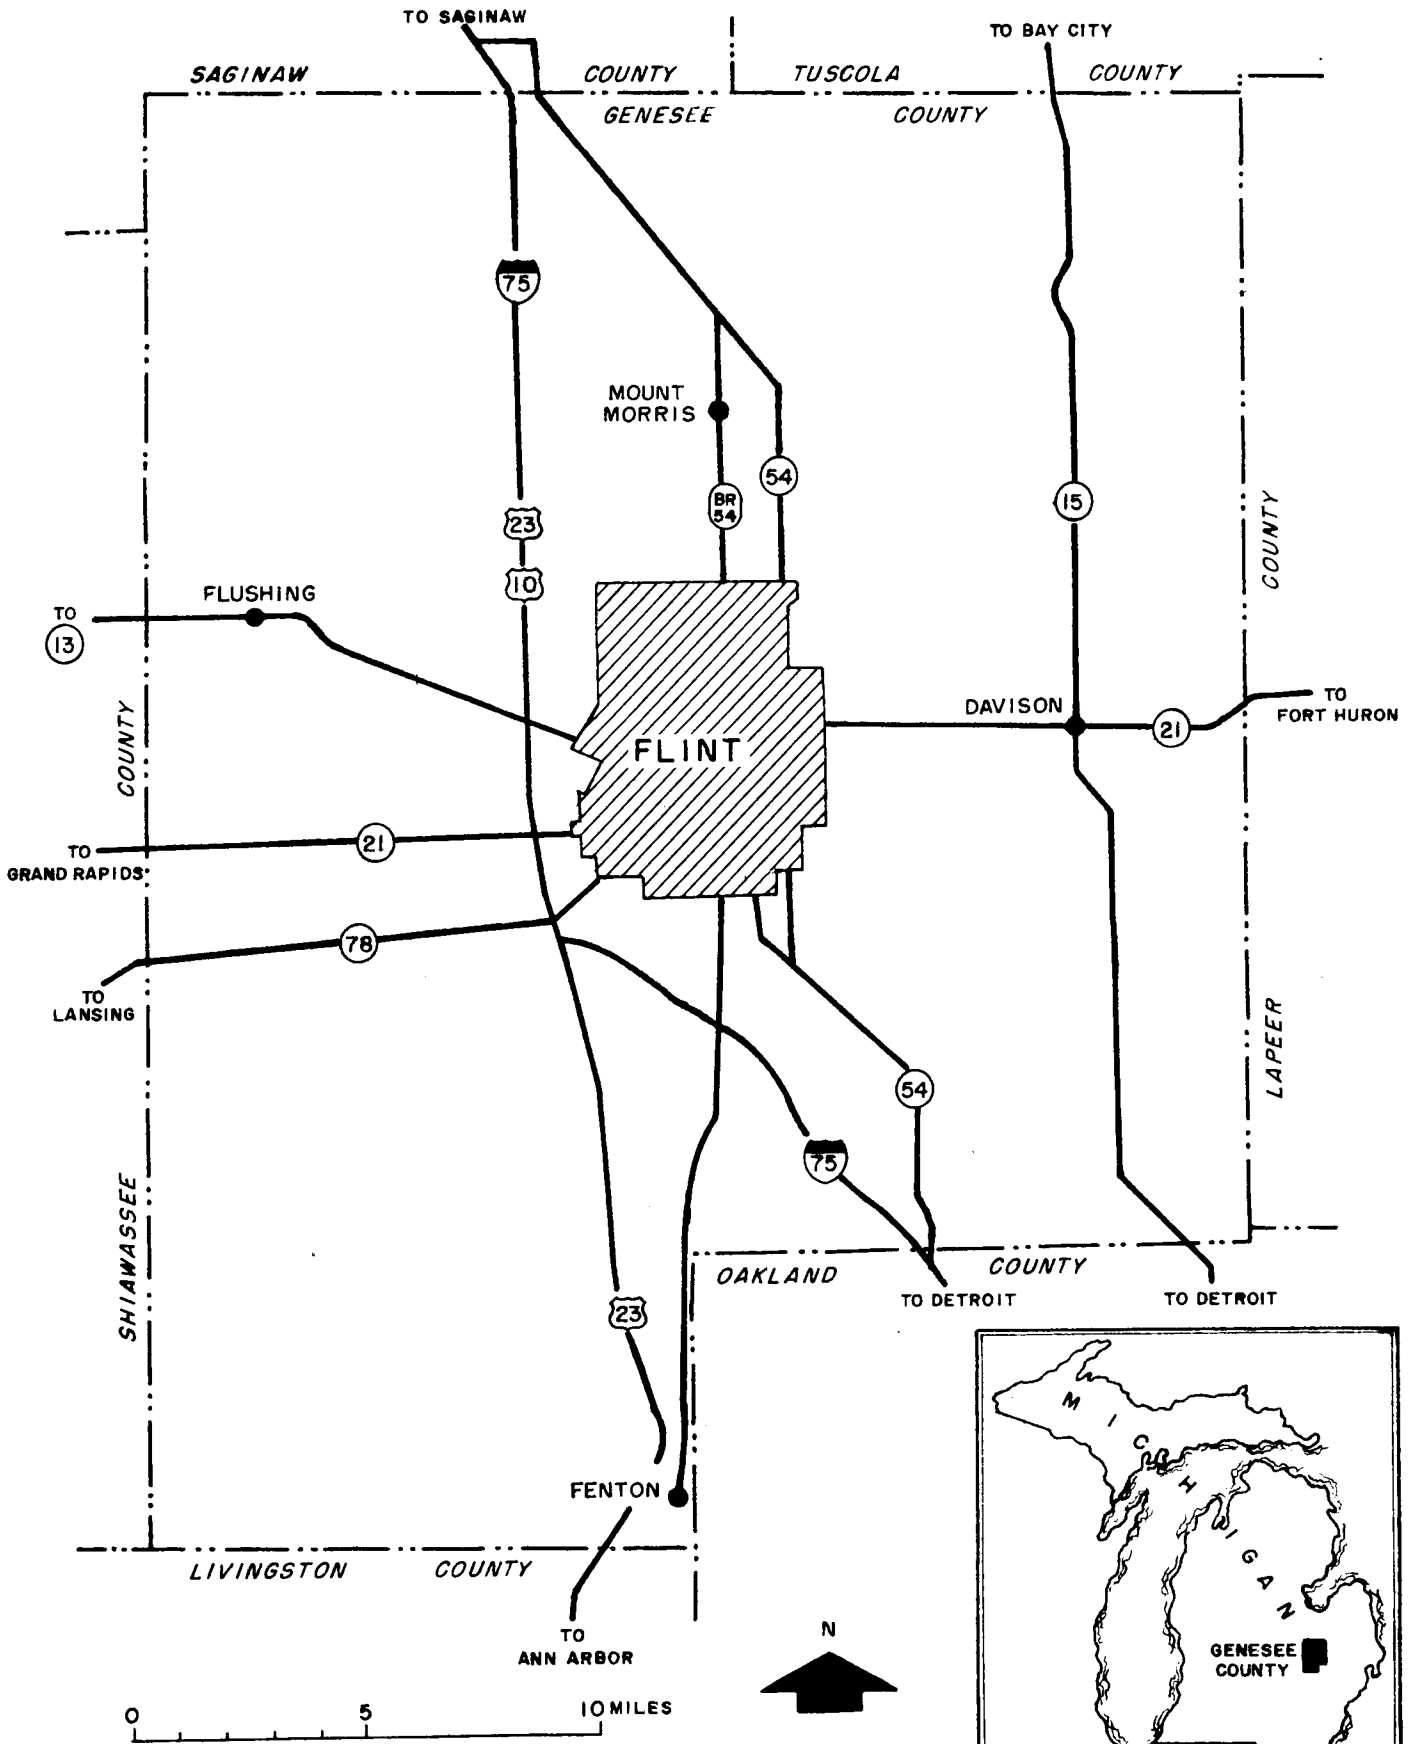 TO SAGINAW
TO BAY CITY
SAGINAW COUNTY TUSCOLA COUNTY
GENESEE COUNTY
75
MOUNT
MORRIS
54
BR
54
15
COUNTY
23
10
FLUSHING
TO
13
DAVISON
21
TO
FORT HURON
COUNTY
FLINT
21
TO
GRAND RAPIDS
78
TO
LANSING
LAPEER
54
75
SHIAWASSEE
OAKLAND COUNTY
TO DETROIT
TO DETROIT
23
FENTON
LIVINGSTON COUNTY
TO
ANN ARBOR
N
0 5 10 MILES
MICHIGAN
GENESEE
COUNTY